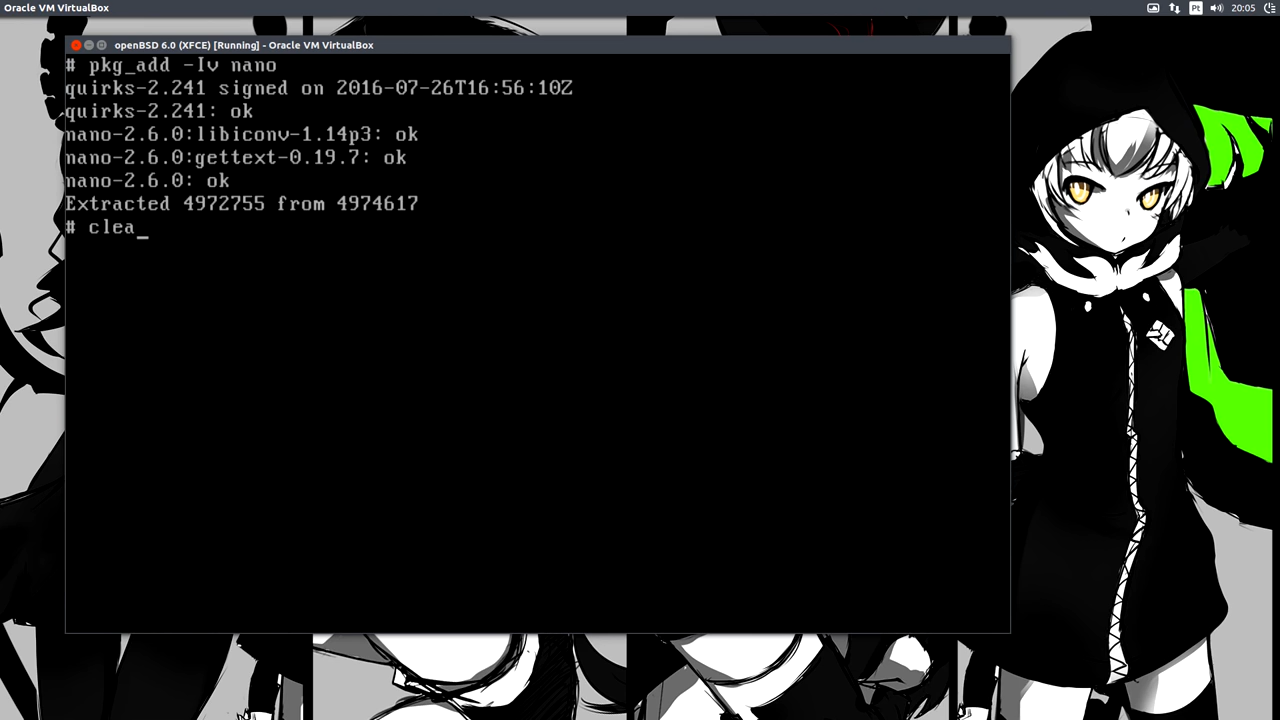 Oracle VM VirtualBox
Pt 20:05
openBSD 6.0 (XFCE) [Running] - Oracle VM VirtualBox
# pkg_add -Iv nano
quirks-2.241 signed on 2016-07-26T16:56:10Z
quirks-2.241: ok
nano-2.6.0:libiconv-1.14p3: ok
nano-2.6.0:gettext-0.19.7: ok
nano-2.6.0: ok
Extracted 4972755 from 4974617
# clea_